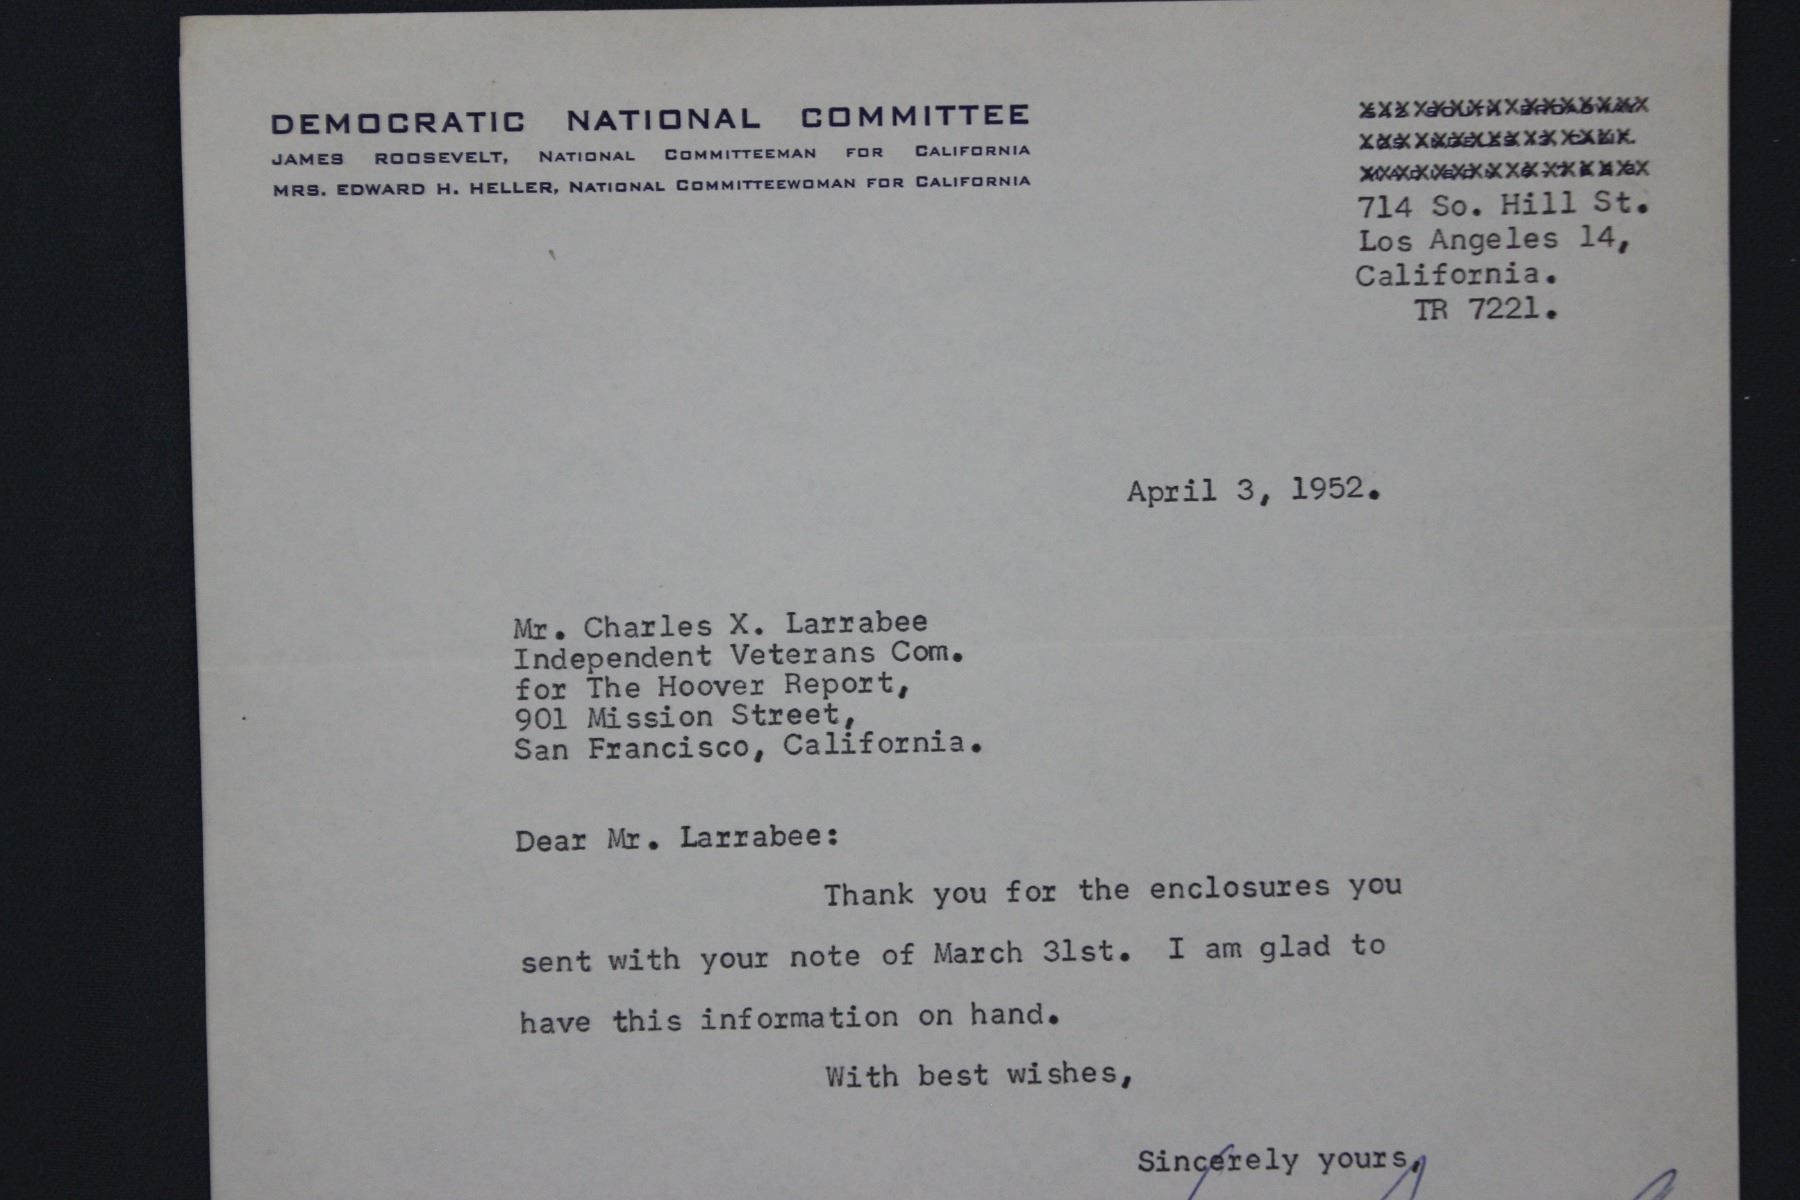 DEMOCRATIC NATIONAL COMMITTEE
JAMES ROOSEVELT, NATIONAL COMMITTEEMAN FOR CALIFORNIA
MRS. EDWARD H. HELLER, NATIONAL COMMITTEEWOMAN FOR CALIFORNIA
714 So. Hill St.
Los Angeles 14,
California.
TR 7221.
April 3, 1952.
Mr. Charles X. Larrabee
Independent Veterans Com.
for The Hoover Report,
901 Mission Street,
San Francisco, California.
Dear Mr. Larrabee:
Thank you for the enclosures you
sent with your note of March 31st. I am glad to
have this information on hand.
With best wishes,
Sincerely yours,